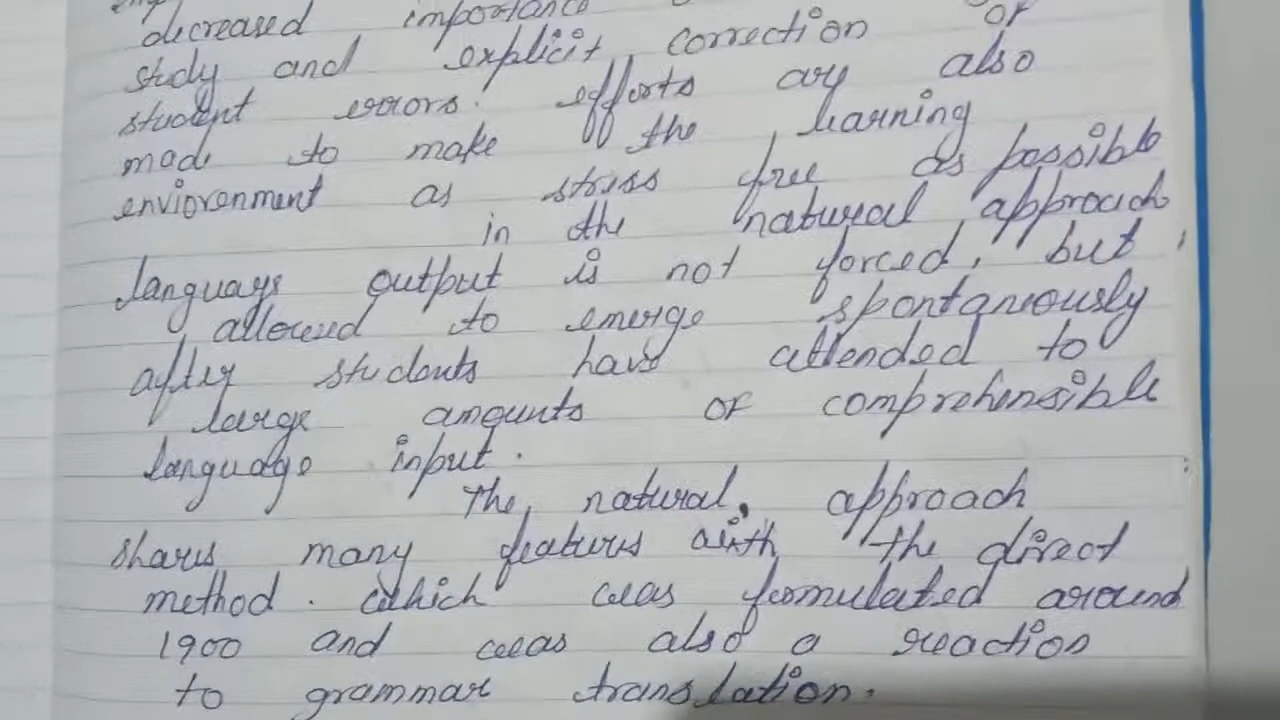 decreased importance
study and explicit correction of
student errors. efforts are also
made to make the learning
enviorenment as stress free as possible
in the natural approach
language output is not forced, but
allowed to emerge spontaneously
after students have attended to
large amounts of comprehensible
language input.
The natural approach
shares many features with the direct
method. which was formulated around
1900 and was also a reaction
to grammar translation.